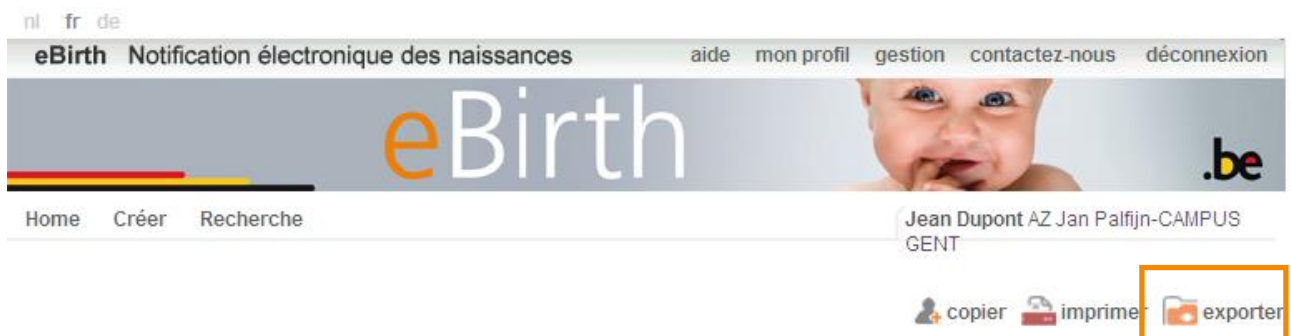 nl fr de
eBirth Notification électronique des naissances aide mon profil gestion contactez-nous déconnexion
eBirth
.be
Home Créer Recherche Jean Dupont AZ Jan Palfijn-CAMPUS
GENT
copier imprimer exporter